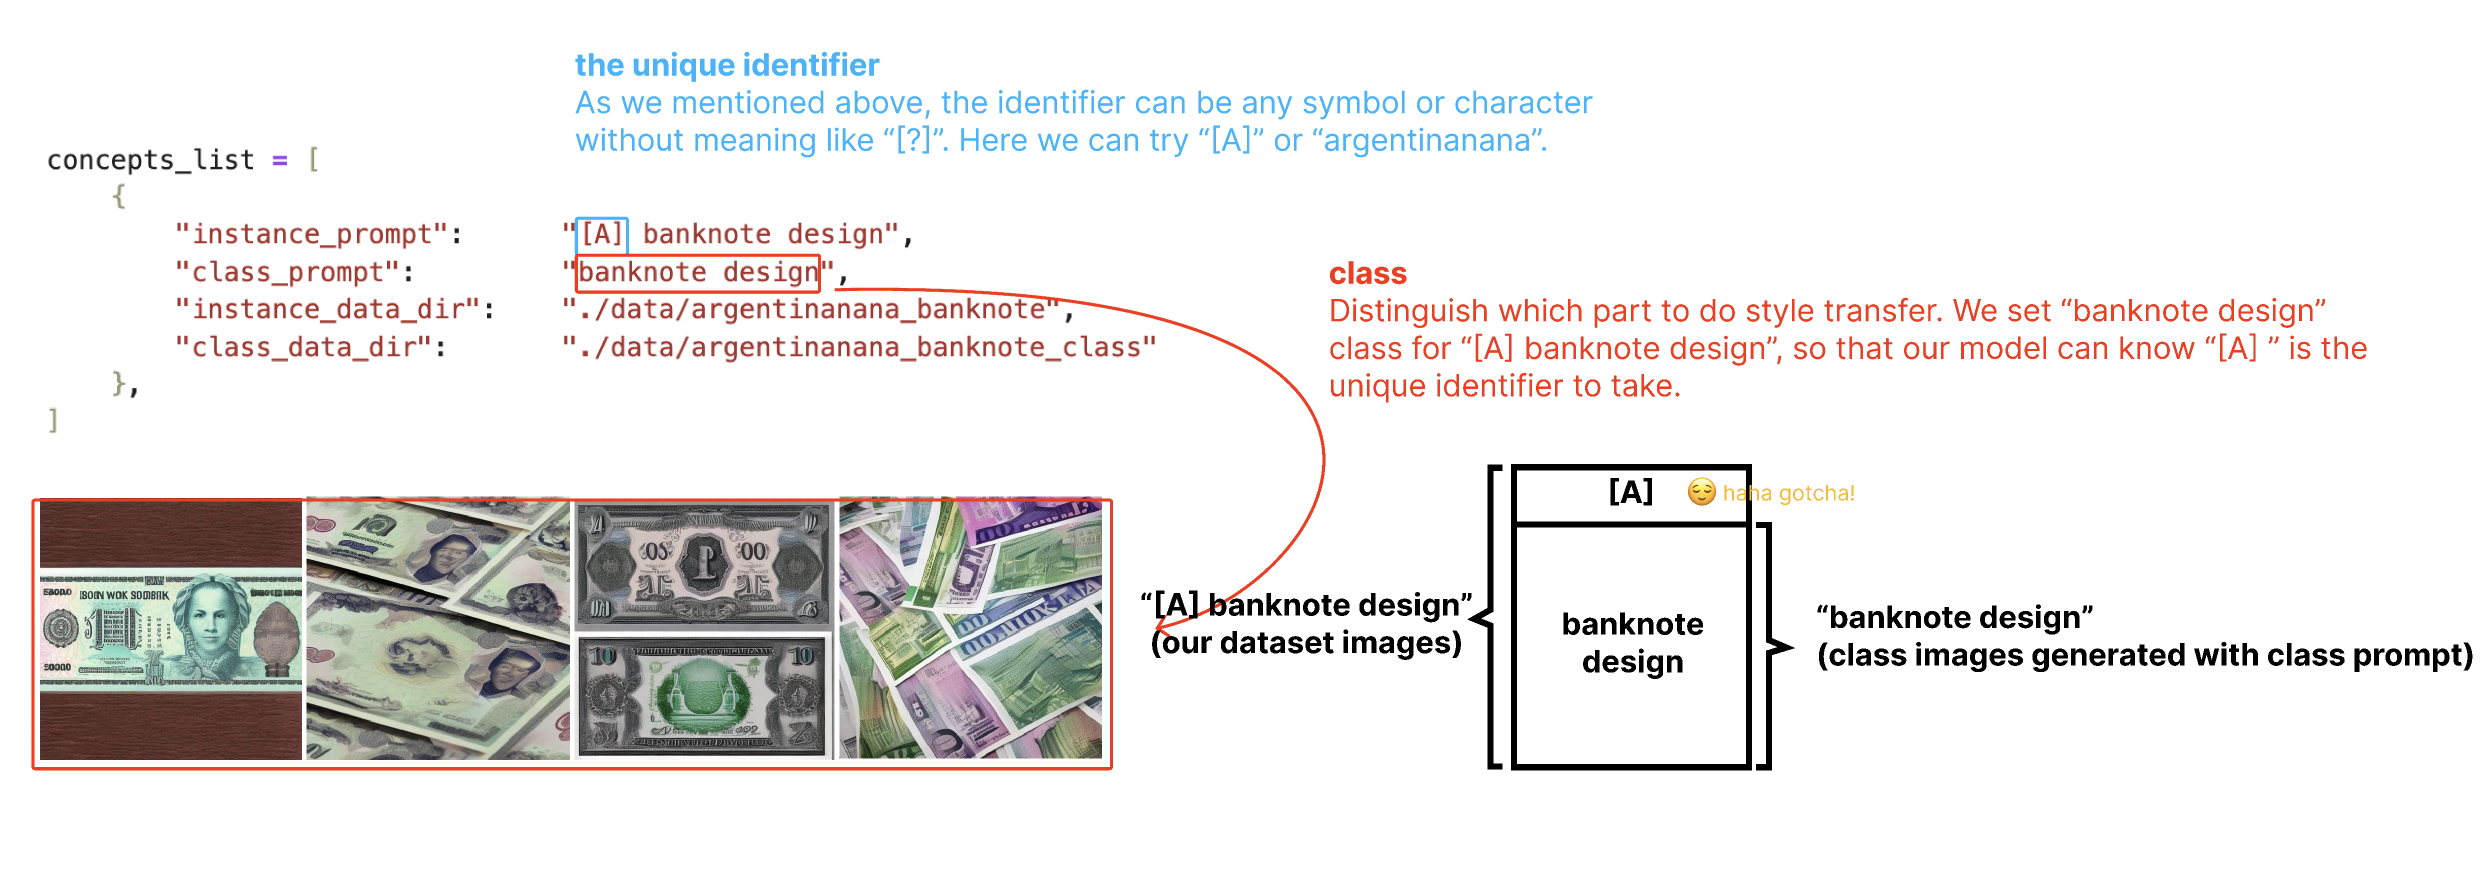 the unique identifier
As we mentioned above, the identifier can be any symbol or character
without meaning like “[?]”. Here we can try “[A]” or “argentinanana”.
concepts_list = [
{
"instance_prompt": "[A] banknote design",
"class_prompt": "banknote design",
"instance_data_dir": "./data/argentinanana_banknote",
"class_data_dir": "./data/argentinanana_banknote_class"
},
]
class
Distinguish which part to do style transfer. We set “banknote design”
class for “[A] banknote design”, so that our model can know “[A] ” is the
unique identifier to take.
[A] 😌 haha gotcha!
“[A] banknote design”
(our dataset images)
banknote
design
“banknote design”
(class images generated with class prompt)
10
10